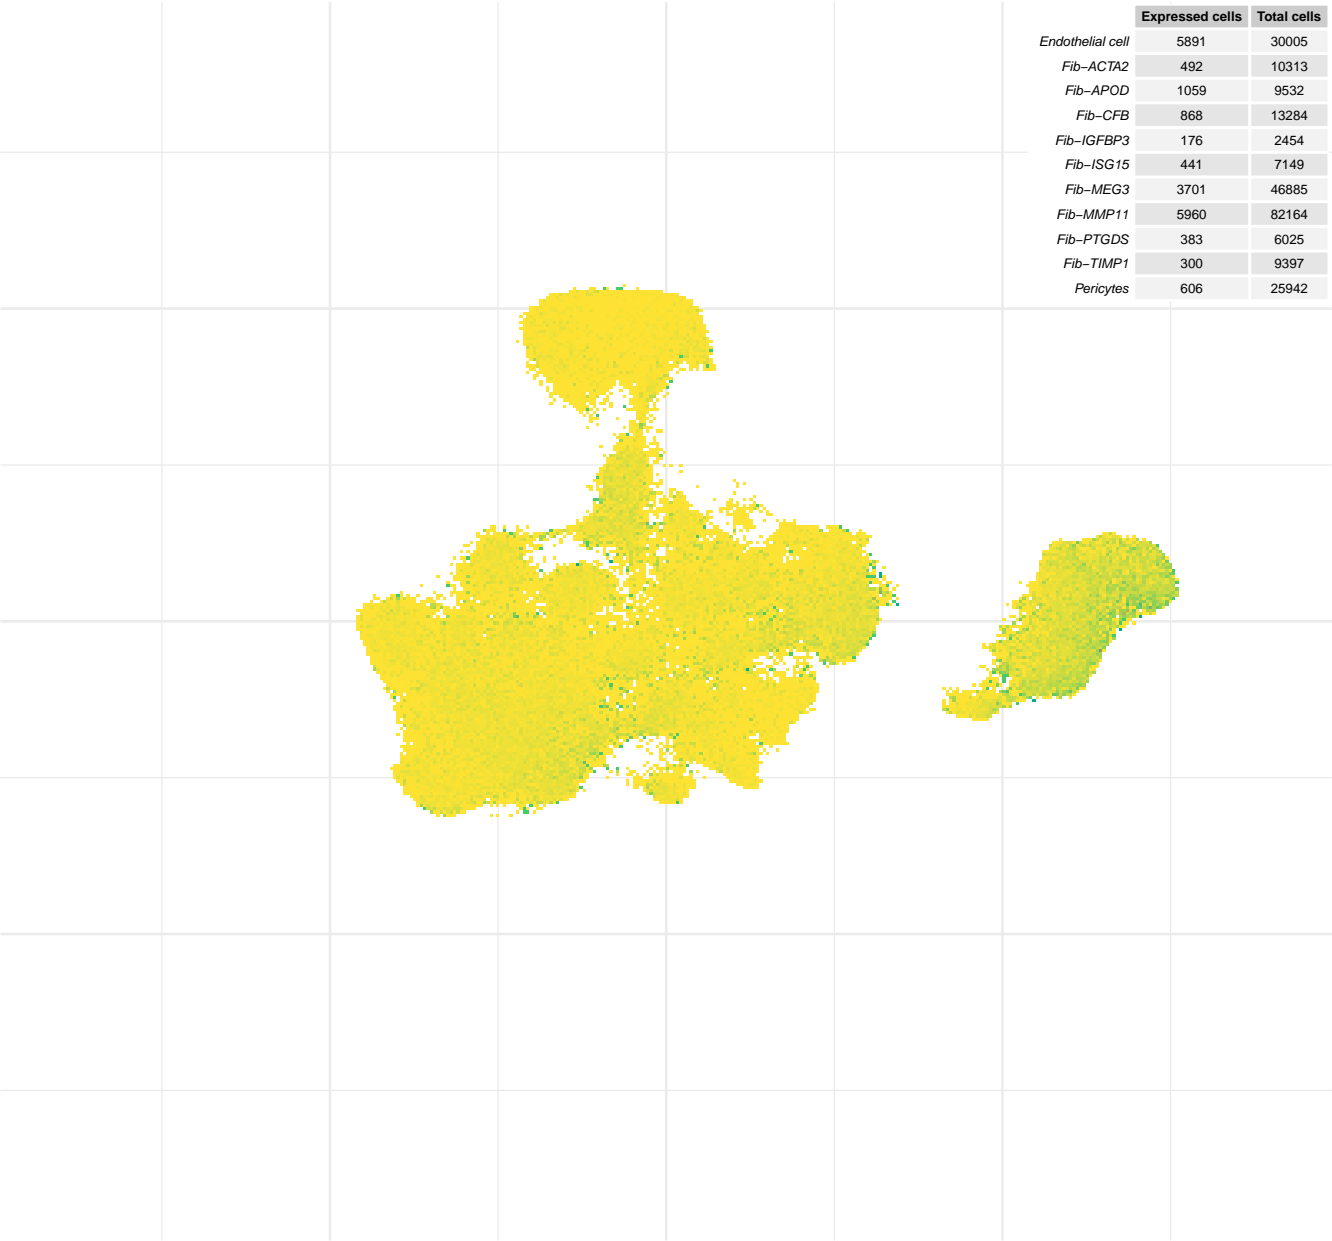 Expressed cells Total cells
Endothelial cell 5891 30005
Fib−ACTA2 492 10313
Fib−APOD 1059 9532
Fib−CFB 868 13284
Fib−IGFBP3 176 2454
Fib−ISG15 441 7149
Fib−MEG3 3701 46885
Fib−MMP11 5960 82164
Fib−PTGDS 383 6025
Fib−TIMP1 300 9397
Pericytes 606 25942